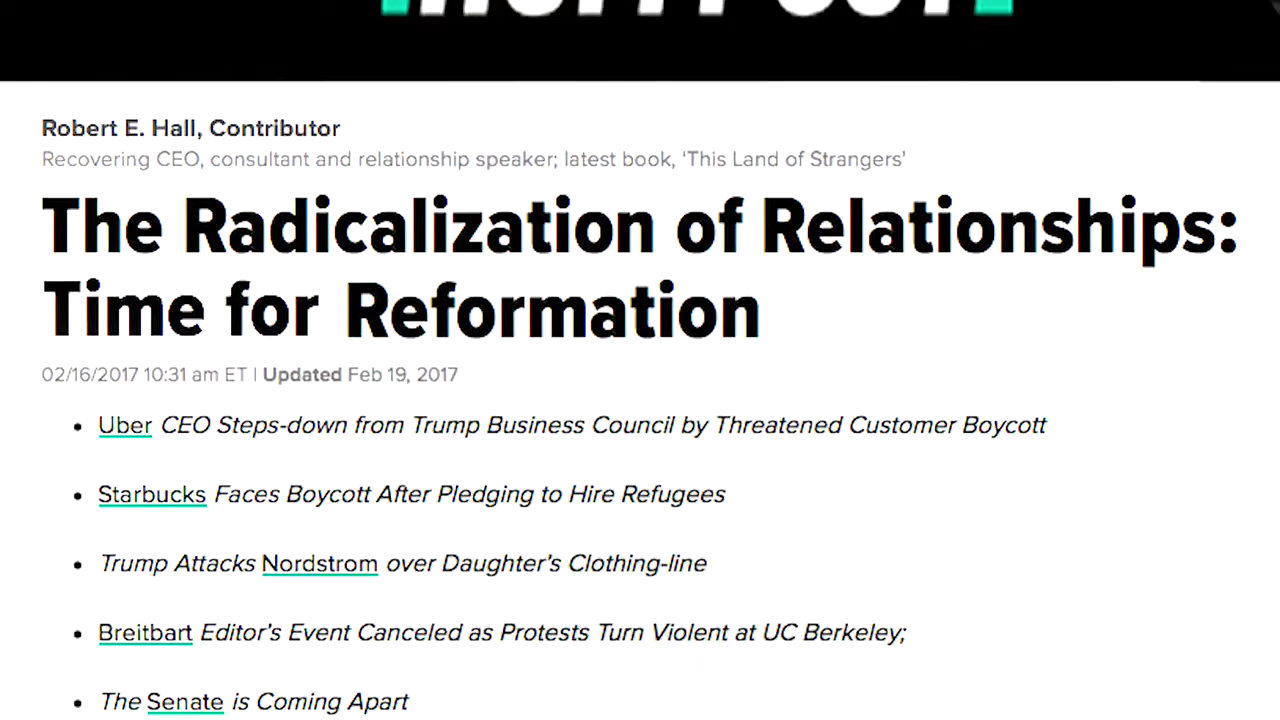 Robert E. Hall, Contributor
Recovering CEO, consultant and relationship speaker; latest book, 'This Land of Strangers'
The Radicalization of Relationships:
Time for Reformation
02/16/2017 10:31 am ET | Updated Feb 19, 2017
• Uber CEO Steps-down from Trump Business Council by Threatened Customer Boycott
• Starbucks Faces Boycott After Pledging to Hire Refugees
• Trump Attacks Nordstrom over Daughter's Clothing-line
• Breitbart Editor's Event Canceled as Protests Turn Violent at UC Berkeley;
• The Senate is Coming Apart